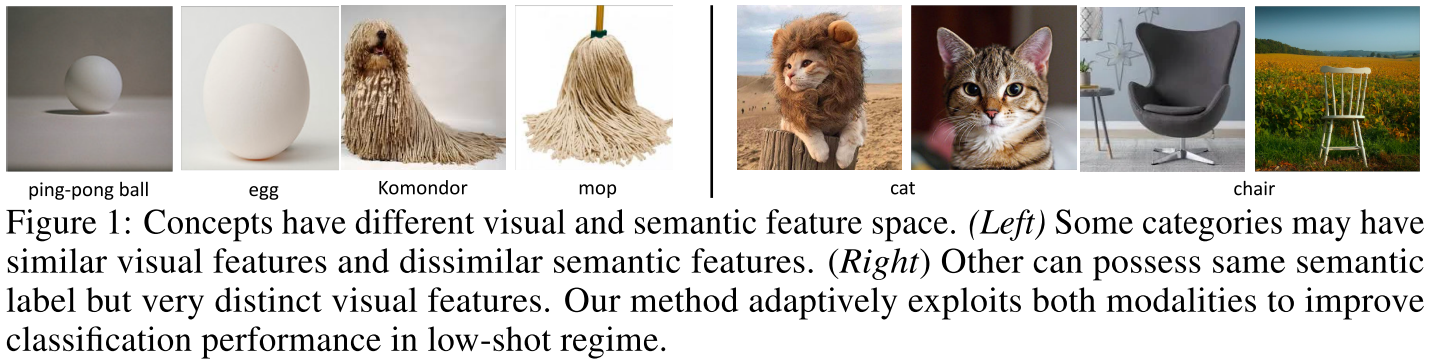 ping-pong ball egg Komondor mop cat chair
Figure 1: Concepts have different visual and semantic feature space. (Left) Some categories may have
similar visual features and dissimilar semantic features. (Right) Other can possess same semantic
label but very distinct visual features. Our method adaptively exploits both modalities to improve
classification performance in low-shot regime.